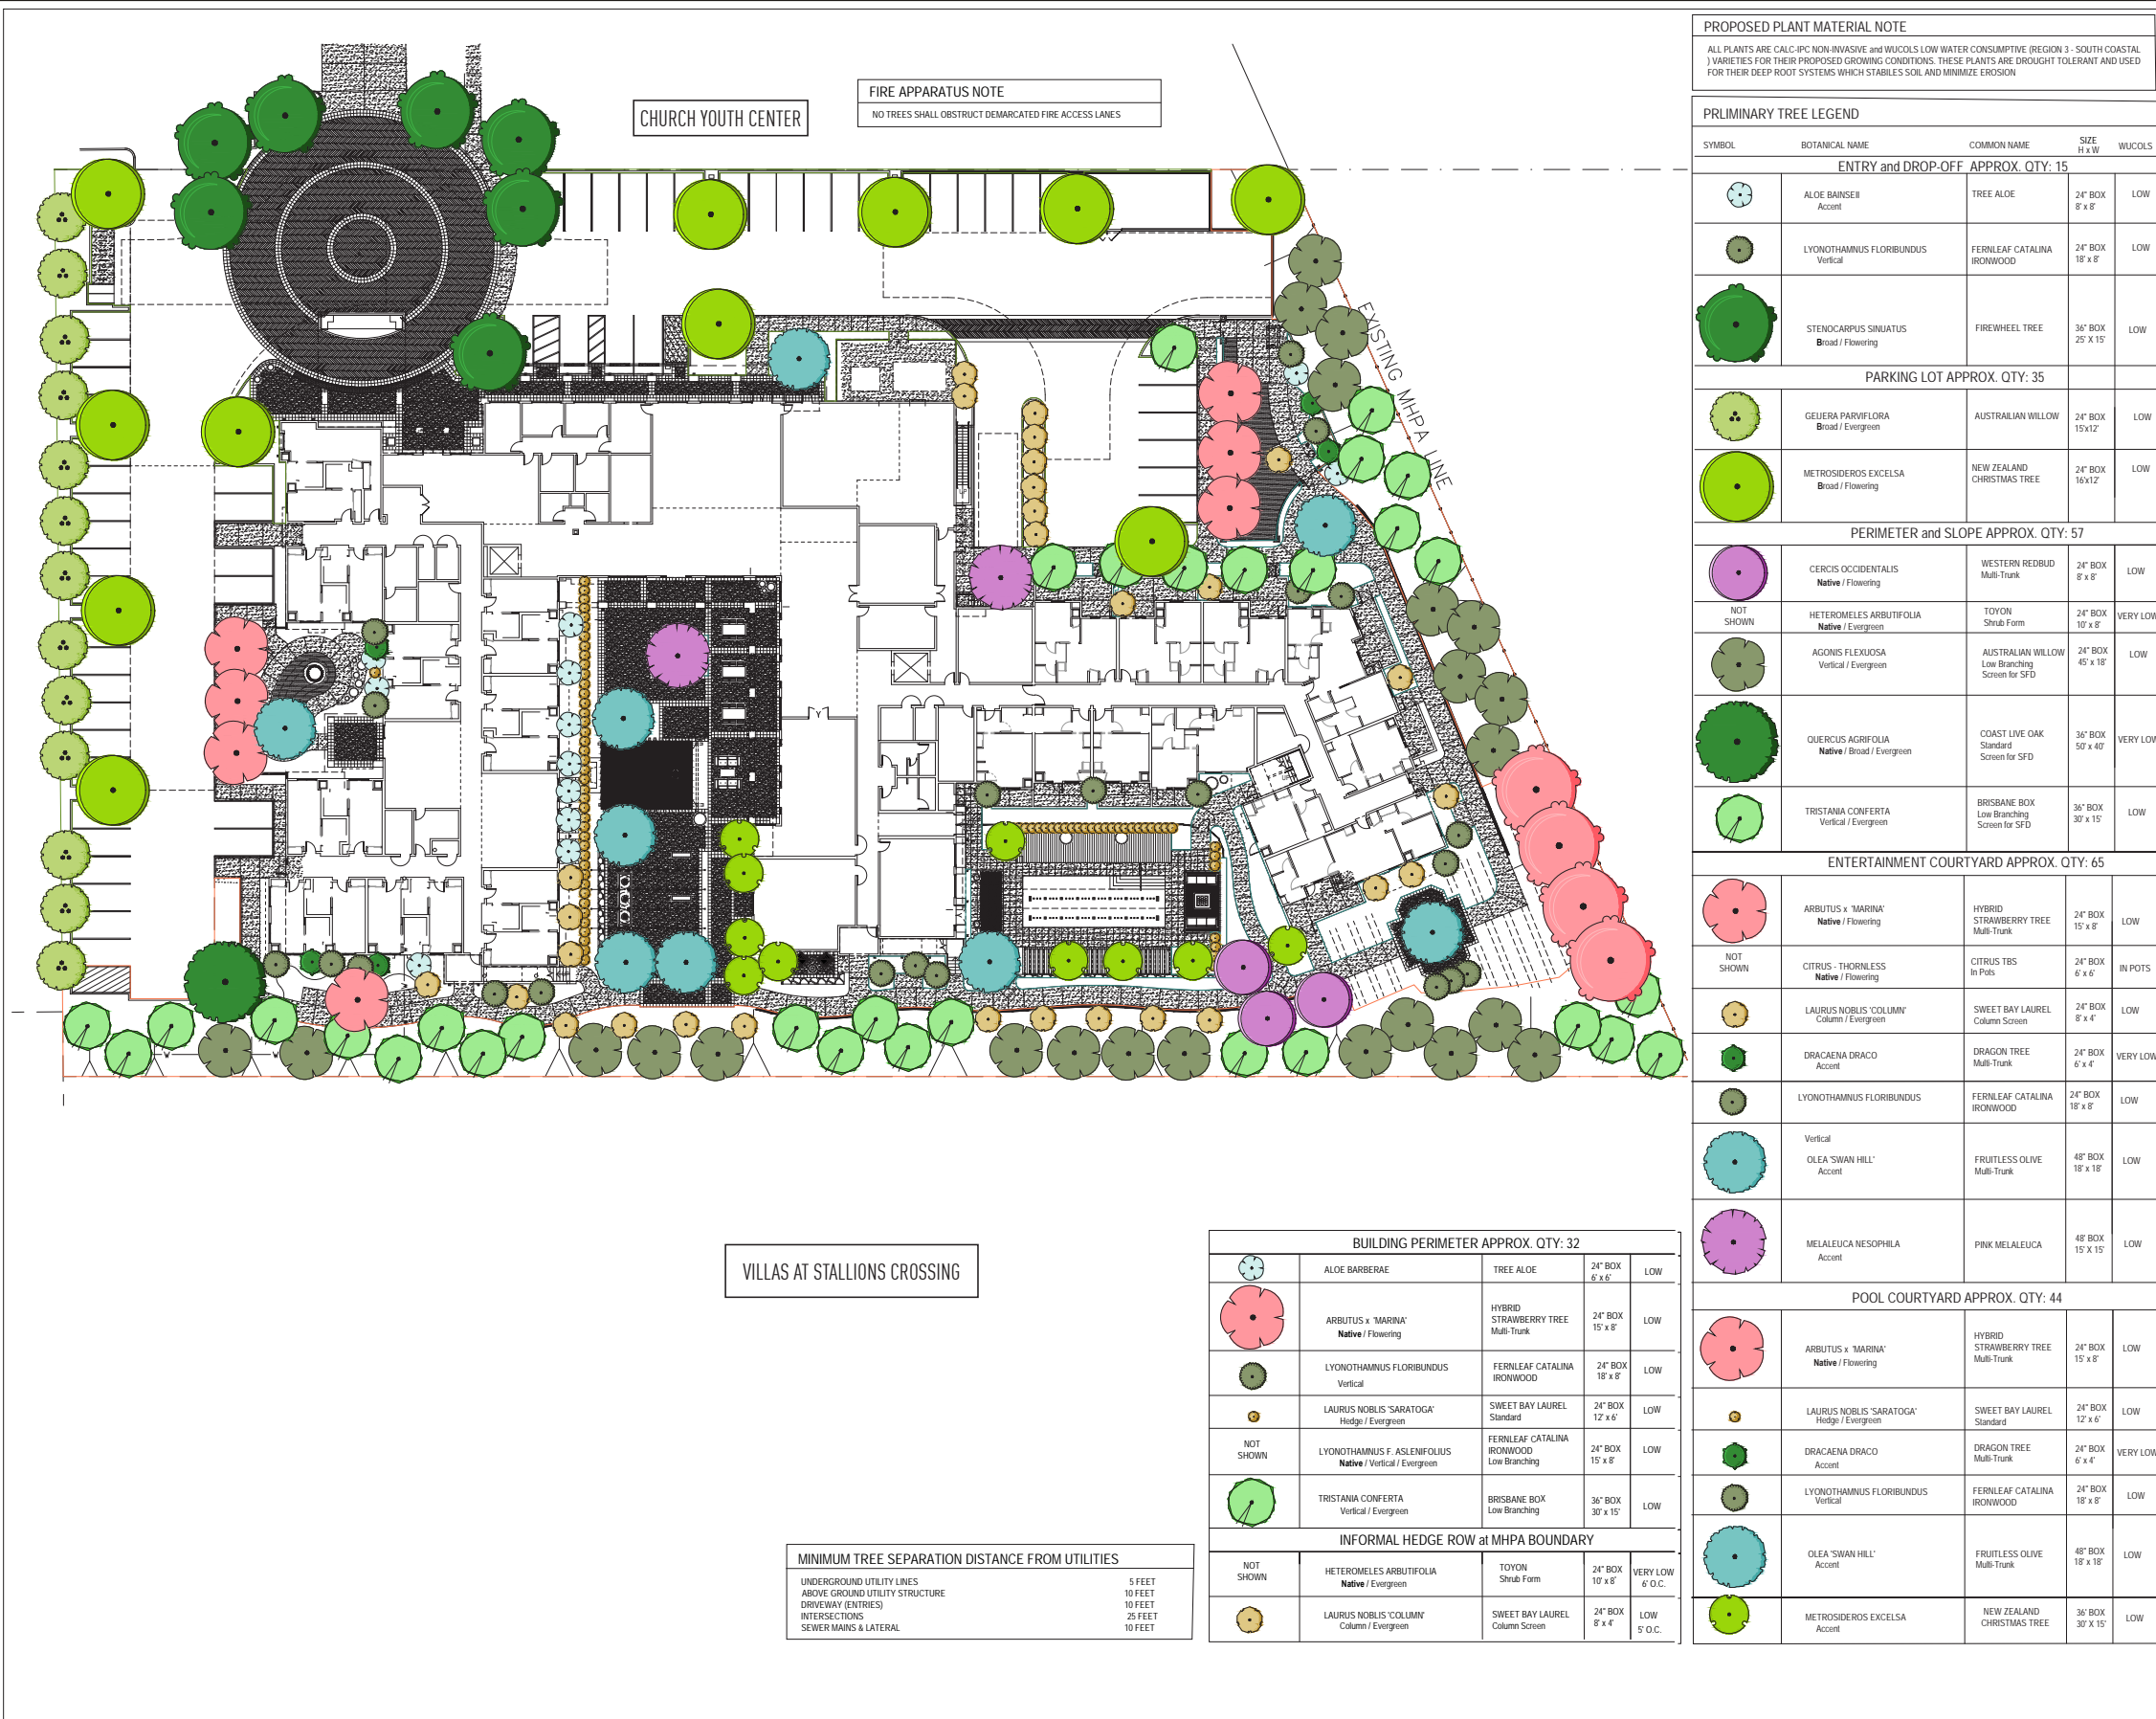 CHURCH YOUTH CENTER
FIRE APPARATUS NOTE
NO TREES SHALL OBSTRUCT DEMARCATED FIRE ACCESS LANES
EXISTING MHPA LINE
VILLAS AT STALLIONS CROSSING
MINIMUM TREE SEPARATION DISTANCE FROM UTILITIES
UNDERGROUND UTILITY LINES 5 FEET
ABOVE GROUND UTILITY STRUCTURE 10 FEET
DRIVEWAY (ENTRIES) 10 FEET
INTERSECTIONS 25 FEET
SEWER MAINS & LATERAL 10 FEET
BUILDING PERIMETER APPROX. QTY: 32
ALOE BARBERAE TREE ALOE 24" BOX LOW
6' x 6'
HYBRID
ARBUTUS x 'MARINA' STRAWBERRY TREE 24" BOX LOW
Native / Flowering Multi-Trunk 15' x 8'
LYONOTHAMNUS FLORIBUNDUS FERNLEAF CATALINA 24" BOX LOW
Vertical IRONWOOD 18' x 8'
LAURUS NOBLIS 'SARATOGA' SWEET BAY LAUREL 24" BOX LOW
Hedge / Evergreen Standard 12' x 6'
NOT SHOWN LYONOTHAMNUS F. ASLENIFOLIUS FERNLEAF CATALINA IRONWOOD 24" BOX LOW
Native / Vertical / Evergreen Low Branching 15' x 8'
TRISTANIA CONFERTA BRISBANE BOX 36" BOX LOW
Vertical / Evergreen Low Branching 30' x 15'
INFORMAL HEDGE ROW at MHPA BOUNDARY
NOT SHOWN HETEROMELES ARBUTIFOLIA TOYON 24" BOX VERY LOW
Native / Evergreen Shrub Form 10' x 8' 6' O.C.
LAURUS NOBLIS 'COLUMN' SWEET BAY LAUREL 24" BOX LOW
Column / Evergreen Column Screen 8' x 4' 5' O.C.
PROPOSED PLANT MATERIAL NOTE
ALL PLANTS ARE CALC-IPC NON-INVASIVE and WUCOLS LOW WATER CONSUMPTIVE (REGION 3 - SOUTH COASTAL
) VARIETIES FOR THEIR PROPOSED GROWING CONDITIONS. THESE PLANTS ARE DROUGHT TOLERANT AND USED
FOR THEIR DEEP ROOT SYSTEMS WHICH STABILES SOIL AND MINIMIZE EROSION
PRLIMINARY TREE LEGEND
SYMBOL BOTANICAL NAME COMMON NAME SIZE H x W WUCOLS
ENTRY and DROP-OFF APPROX. QTY: 15
ALOE BAINSEII TREE ALOE 24" BOX LOW
Accent 8' x 8'
LYONOTHAMNUS FLORIBUNDUS FERNLEAF CATALINA 24" BOX LOW
Vertical IRONWOOD 18' x 8'
STENOCARPUS SINUATUS FIREWHEEL TREE 36" BOX LOW
Broad / Flowering 25' X 15'
PARKING LOT APPROX. QTY: 35
GEIJERA PARVIFLORA AUSTRAILIAN WILLOW 24" BOX LOW
Broad / Evergreen 15'x12'
METROSIDEROS EXCELSA NEW ZEALAND CHRISTMAS TREE 24" BOX LOW
Broad / Flowering 16'x12'
PERIMETER and SLOPE APPROX. QTY: 57
CERCIS OCCIDENTALIS WESTERN REDBUD 24" BOX LOW
Native / Flowering Multi-Trunk 8' x 8'
NOT SHOWN HETEROMELES ARBUTIFOLIA TOYON 24" BOX VERY LOW
Native / Evergreen Shrub Form 10' x 8'
AGONIS FLEXUOSA AUSTRALIAN WILLOW 24" BOX LOW
Vertical / Evergreen Low Branching 45' x 18'
Screen for SFD
QUERCUS AGRIFOLIA COAST LIVE OAK 36" BOX VERY LOW
Native / Broad / Evergreen Standard 50' x 40'
Screen for SFD
TRISTANIA CONFERTA BRISBANE BOX 36" BOX LOW
Vertical / Evergreen Low Branching 30' x 15'
Screen for SFD
ENTERTAINMENT COURTYARD APPROX. QTY: 65
HYBRID
ARBUTUS x 'MARINA' STRAWBERRY TREE 24" BOX LOW
Native / Flowering Multi-Trunk 15' x 8'
NOT SHOWN CITRUS - THORNLESS CITRUS TBS 24" BOX IN POTS
Native / Flowering In Pots 6' x 6'
LAURUS NOBLIS 'COLUMN' SWEET BAY LAUREL 24" BOX LOW
Column / Evergreen Column Screen 8' x 4'
DRACAENA DRACO DRAGON TREE 24" BOX VERY LOW
Accent Multi-Trunk 6' x 4'
LYONOTHAMNUS FLORIBUNDUS FERNLEAF CATALINA 24" BOX LOW
IRONWOOD 18' x 8'
Vertical
OLEA 'SWAN HILL' FRUITLESS OLIVE 48" BOX LOW
Accent Multi-Trunk 18' x 18'
MELALEUCA NESOPHILA PINK MELALEUCA 48' BOX LOW
Accent 15' X 15'
POOL COURTYARD APPROX. QTY: 44
HYBRID
ARBUTUS x 'MARINA' STRAWBERRY TREE 24" BOX LOW
Native / Flowering Multi-Trunk 15' x 8'
LAURUS NOBLIS 'SARATOGA' SWEET BAY LAUREL 24" BOX LOW
Hedge / Evergreen Standard 12' x 6'
DRACAENA DRACO DRAGON TREE 24" BOX VERY LOW
Accent Multi-Trunk 6' x 4'
LYONOTHAMNUS FLORIBUNDUS FERNLEAF CATALINA 24" BOX LOW
Vertical IRONWOOD 18' x 8'
OLEA 'SWAN HILL' FRUITLESS OLIVE 48" BOX LOW
Accent Multi-Trunk 18' x 18'
METROSIDEROS EXCELSA NEW ZEALAND 36' BOX LOW
Accent CHRISTMAS TREE 30' X 15'